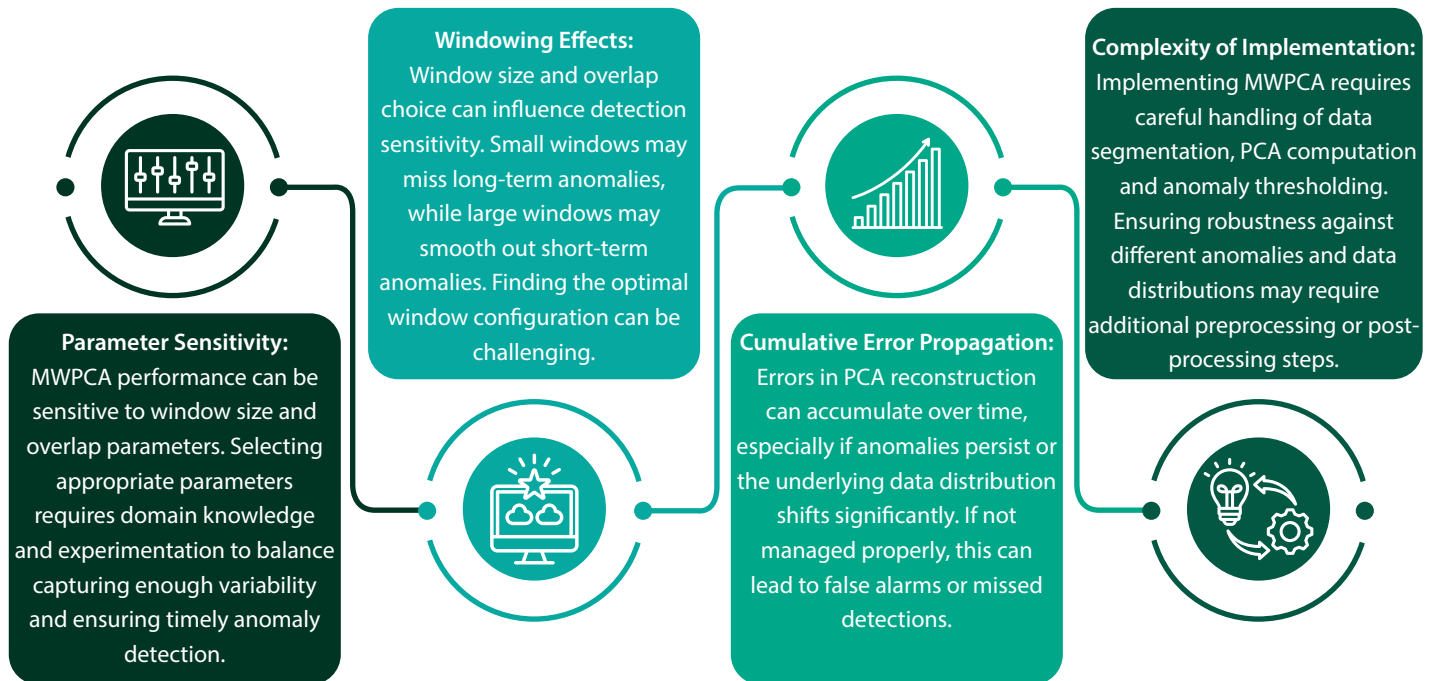 Parameter Sensitivity:
MWPCA performance can be
sensitive to window size and
overlap parameters. Selecting
appropriate parameters
requires domain knowledge
and experimentation to balance
capturing enough variability
and ensuring timely anomaly
detection.
Windowing Effects:
Window size and overlap
choice can influence detection
sensitivity. Small windows may
miss long-term anomalies,
while large windows may
smooth out short-term
anomalies. Finding the optimal
window configuration can be
challenging.
Cumulative Error Propagation:
Errors in PCA reconstruction
can accumulate over time,
especially if anomalies persist or
the underlying data distribution
shifts significantly. If not
managed properly, this can
lead to false alarms or missed
detections.
Complexity of Implementation:
Implementing MWPCA requires
careful handling of data
segmentation, PCA computation
and anomaly thresholding.
Ensuring robustness against
different anomalies and data
distributions may require
additional preprocessing or post-
processing steps.